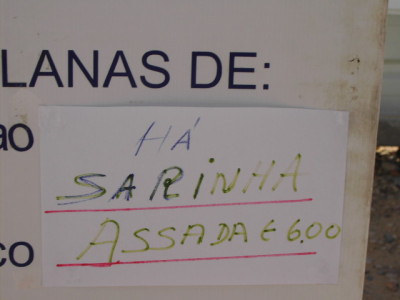 LANAS DE:
ao
HÁ
SARINHA
ASSADA € 6.00
co